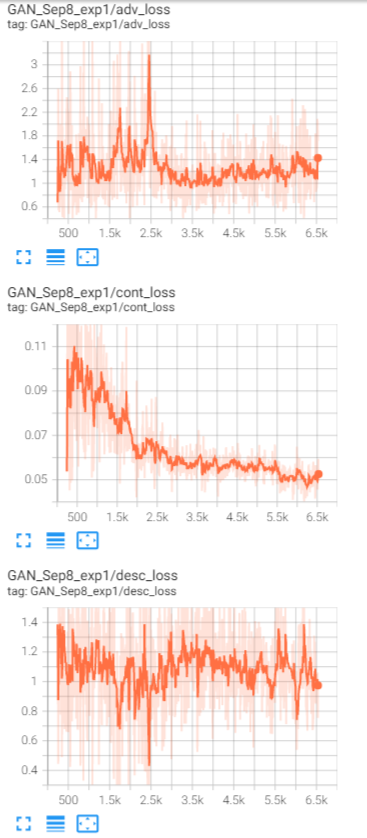 GAN_Sep8_exp1/adv_loss
tag: GAN_Sep8_exp1/adv_loss
3
2.6
2.2
1.8
1.4
1
0.6
500 1.5k 2.5k 3.5k 4.5k 5.5k 6.5k
GAN_Sep8_exp1/cont_loss
tag: GAN_Sep8_exp1/cont_loss
0.11
0.09
0.07
0.05
500 1.5k 2.5k 3.5k 4.5k 5.5k 6.5k
GAN_Sep8_exp1/desc_loss
tag: GAN_Sep8_exp1/desc_loss
1.4
1.2
1
0.8
0.6
0.4
500 1.5k 2.5k 3.5k 4.5k 5.5k 6.5k